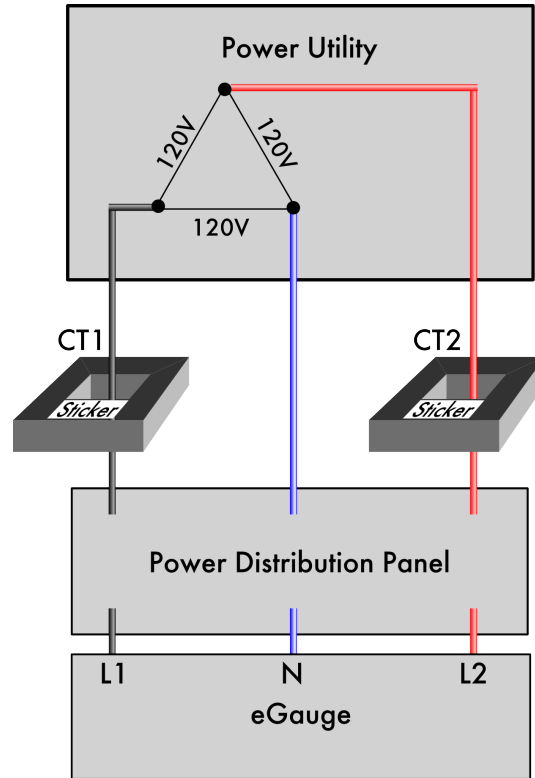 Power Utility
120V
120V
120V
CT1
CT2
Sticker
Sticker
Power Distribution Panel
L1
N
L2
eGauge